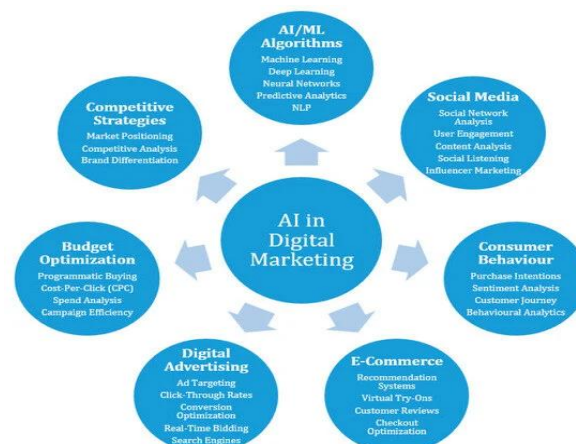 AI/ML
Algorithms
Machine Learning
Deep Learning
Neural Networks
Predictive Analytics
NLP
Social Media
Social Network
Analysis
User Engagement
Content Analysis
Social Listening
Influencer Marketing
Consumer
Behaviour
Purchase Intentions
Sentiment Analysis
Customer Journey
Behavioural Analytics
E-Commerce
Recommendation
Systems
Virtual Try-Ons
Customer Reviews
Checkout
Optimization
Digital
Advertising
Ad Targeting
Click-Through Rates
Conversion
Optimization
Real-Time Bidding
Search Engines
Budget
Optimization
Programmatic Buying
Cost-Per-Click (CPC)
Spend Analysis
Campaign Efficiency
Competitive
Strategies
Market Positioning
Competitive Analysis
Brand Differentiation
AI in
Digital
Marketing